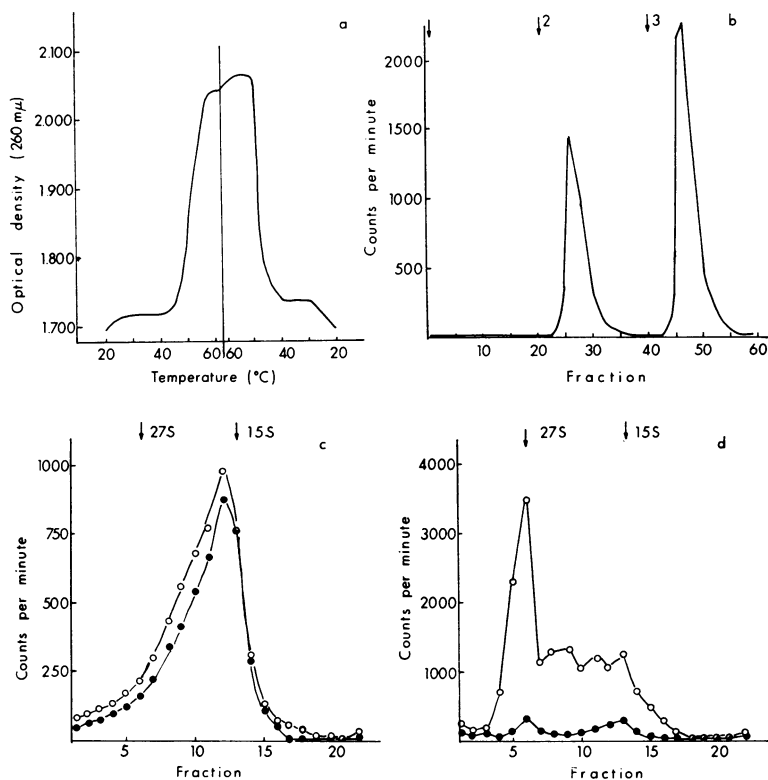 a
2.100
2.000
1.900
1.800
1.700
Optical density (260 mµ)
20 40 60 60 40 20
Temperature (°C)
2 3 b
2000
1500
1000
500
Counts per minute
10 20 30 40 50 60
Fraction
27S 15S c
1000
750
500
250
Counts per minute
5 10 15 20
Fraction
27S 15S d
4000
3000
2000
1000
Counts per minute
5 10 15 20
Fraction